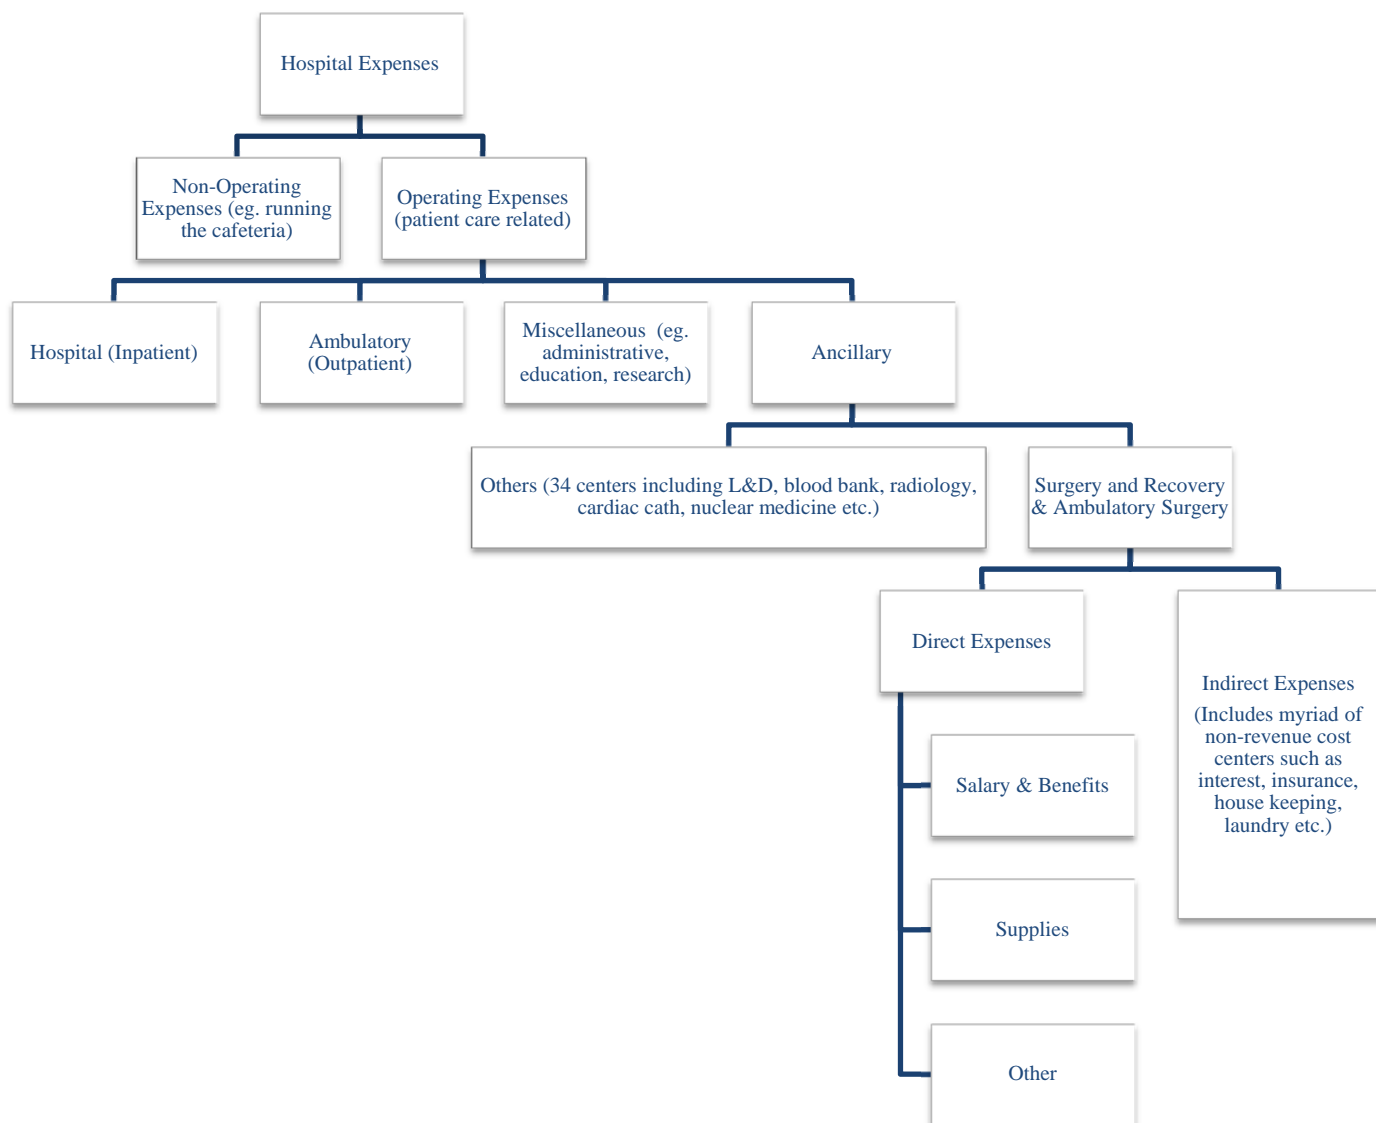 Hospital Expenses
Non-Operating
Expenses (eg. running
the cafeteria)
Operating Expenses
(patient care related)
Hospital (Inpatient)
Ambulatory
(Outpatient)
Miscellaneous (eg.
administrative,
education, research)
Ancillary
Others (34 centers including L&D, blood bank, radiology,
cardiac cath, nuclear medicine etc.)
Surgery and Recovery
& Ambulatory Surgery
Direct Expenses
Indirect Expenses
(Includes myriad of
non-revenue cost
centers such as
interest, insurance,
house keeping,
laundry etc.)
Salary & Benefits
Supplies
Other